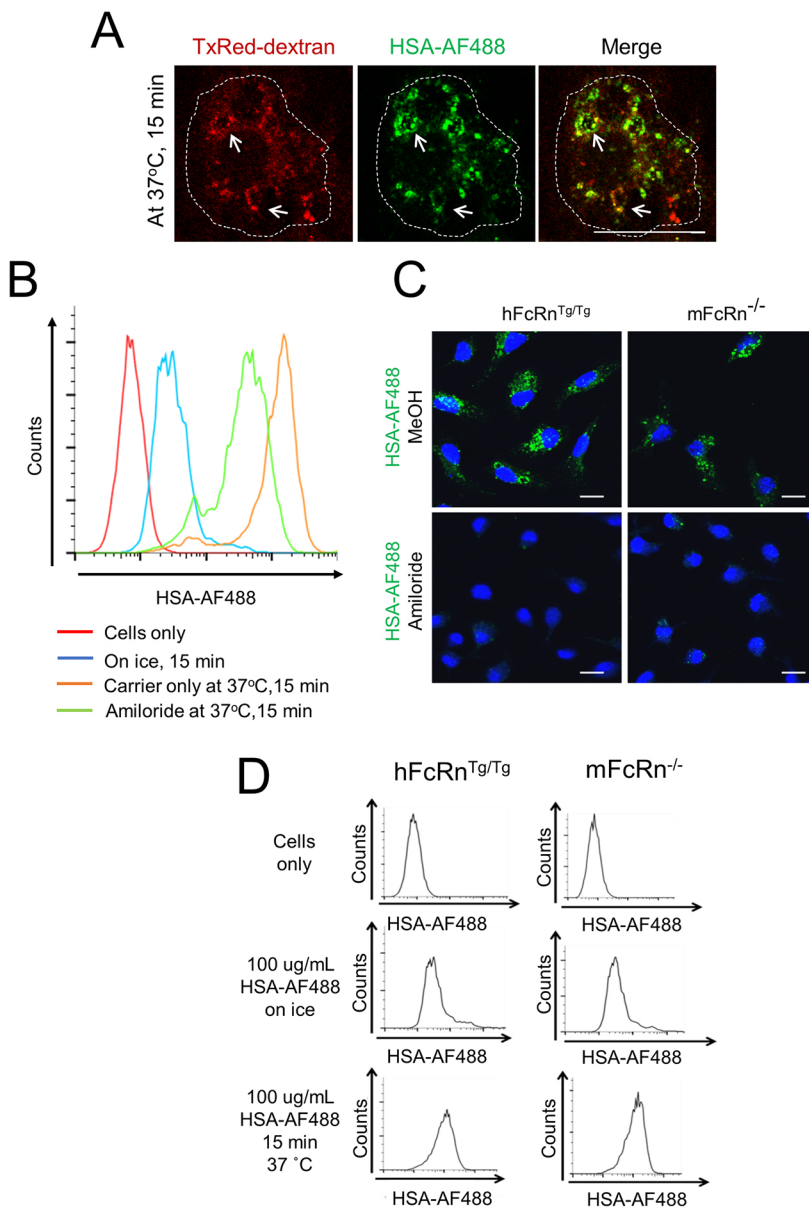 A
TxRed-dextran HSA-AF488 Merge
At 37ºC, 15 min
B
Counts
HSA-AF488
Cells only
On ice, 15 min
Carrier only at 37ºC,15 min
Amiloride at 37ºC,15 min
C
hFcRnTg/Tg mFcRn-/-
HSA-AF488
MeOH
HSA-AF488
Amiloride
D
hFcRnTg/Tg mFcRn-/-
Cells
only
Counts Counts
HSA-AF488 HSA-AF488
100 ug/mL
HSA-AF488
on ice
Counts Counts
HSA-AF488 HSA-AF488
100 ug/mL
HSA-AF488
15 min
37 ˚C
Counts Counts
HSA-AF488 HSA-AF488